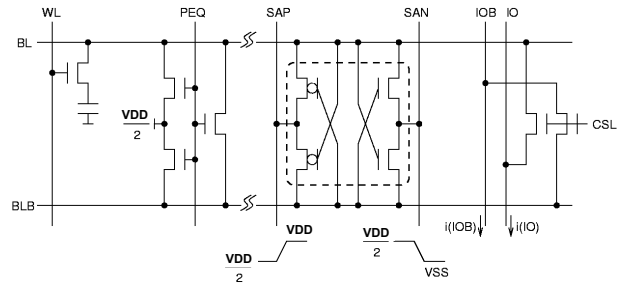 WL PEQ SAP SAN IOB IO
BL
VDD
2
CSL
BLB
i(IOB) i(IO)
VDD
VDD
2
VDD
2
VSS